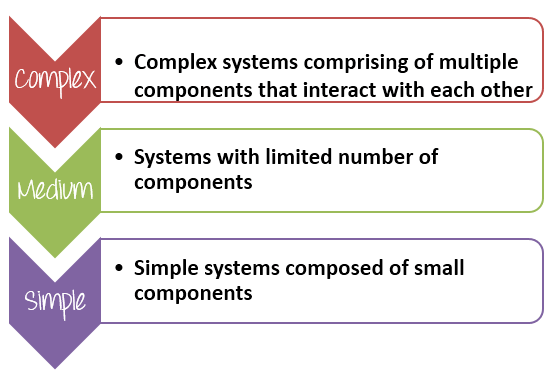 Complex
• Complex systems comprising of multiple
components that interact with each other
Medium
• Systems with limited number of
components
Simple
• Simple systems composed of small
components